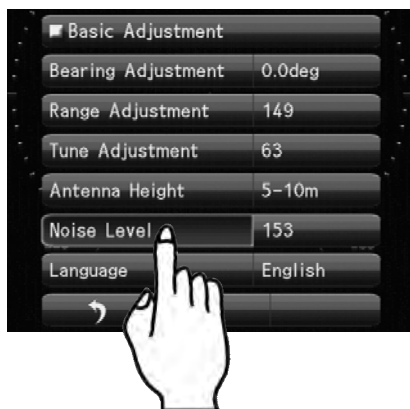 Basic Adjustment
Bearing Adjustment 0.0deg
Range Adjustment 149
Tune Adjustment 63
Antenna Height 5-10m
Noise Level 153
Language English